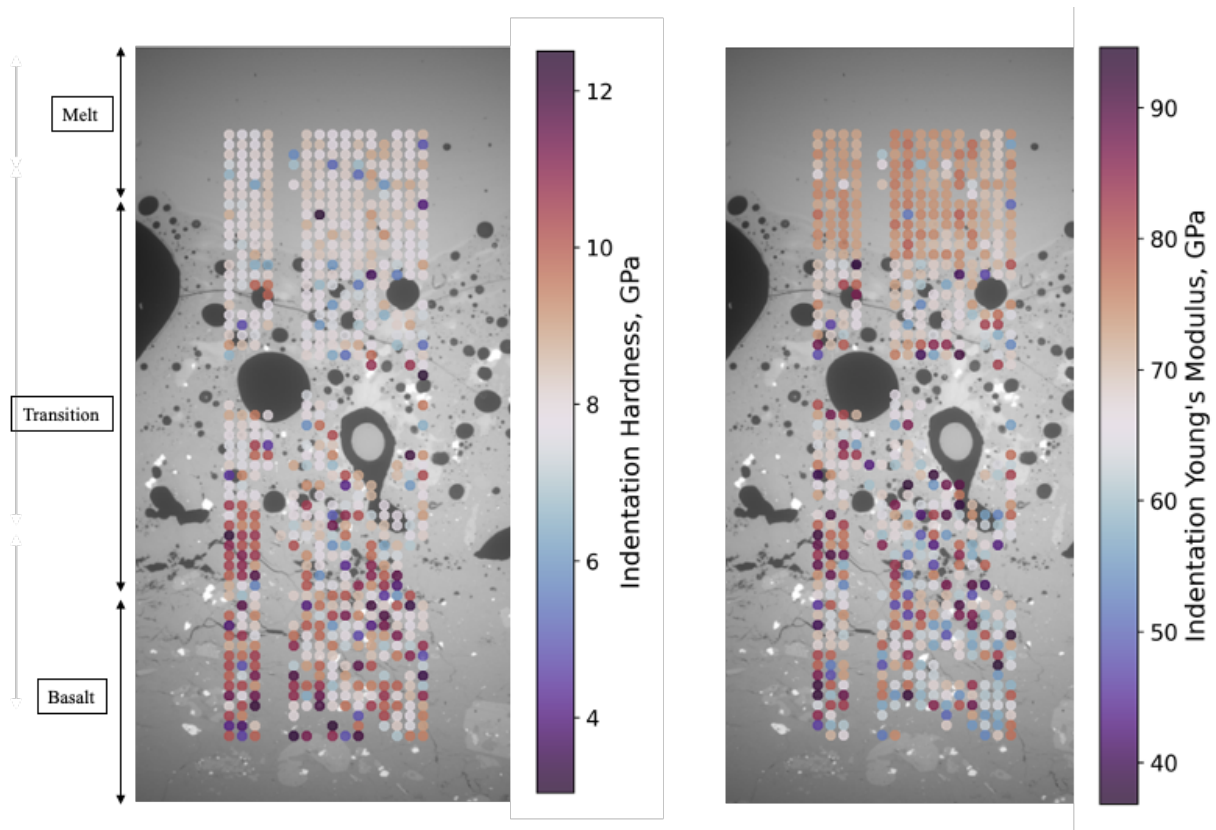 Melt
Transition
Basalt
12
10
8
6
4
Indentation Hardness, GPa
90
80
70
60
50
40
Indentation Young's Modulus, GPa